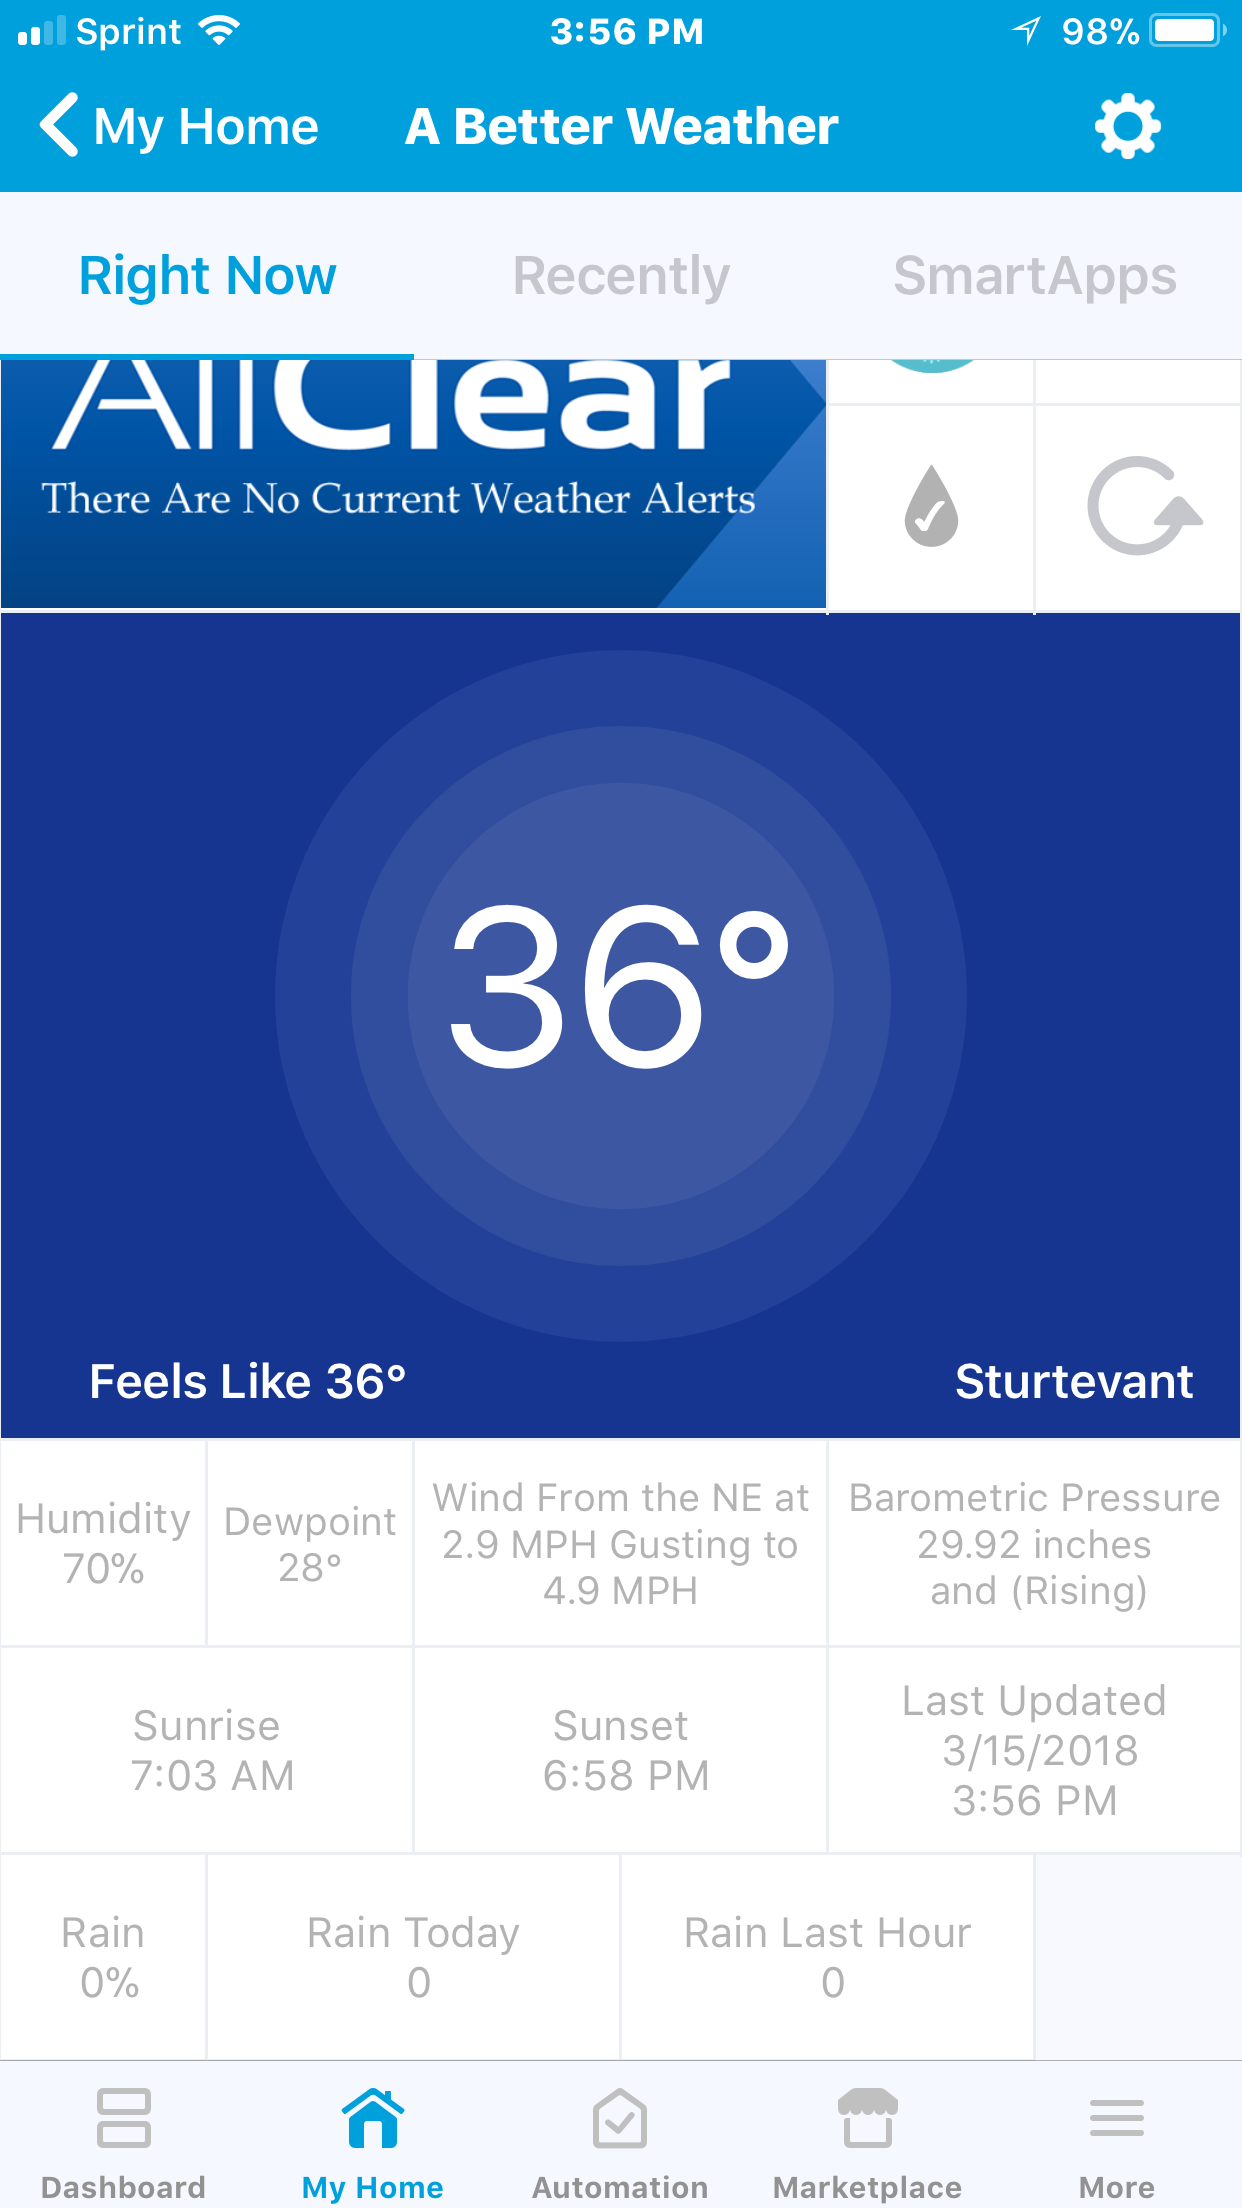 Sprint
3:56 PM
98%
My Home
A Better Weather
Right Now
Recently
SmartApps
AllClear
There Are No Current Weather Alerts
36°
Feels Like 36°
Sturtevant
Humidity
70%
Dewpoint
28°
Wind From the NE at
2.9 MPH Gusting to
4.9 MPH
Barometric Pressure
29.92 inches
and (Rising)
Sunrise
7:03 AM
Sunset
6:58 PM
Last Updated
3/15/2018
3:56 PM
Rain
0%
Rain Today
0
Rain Last Hour
0
Dashboard
My Home
Automation
Marketplace
More